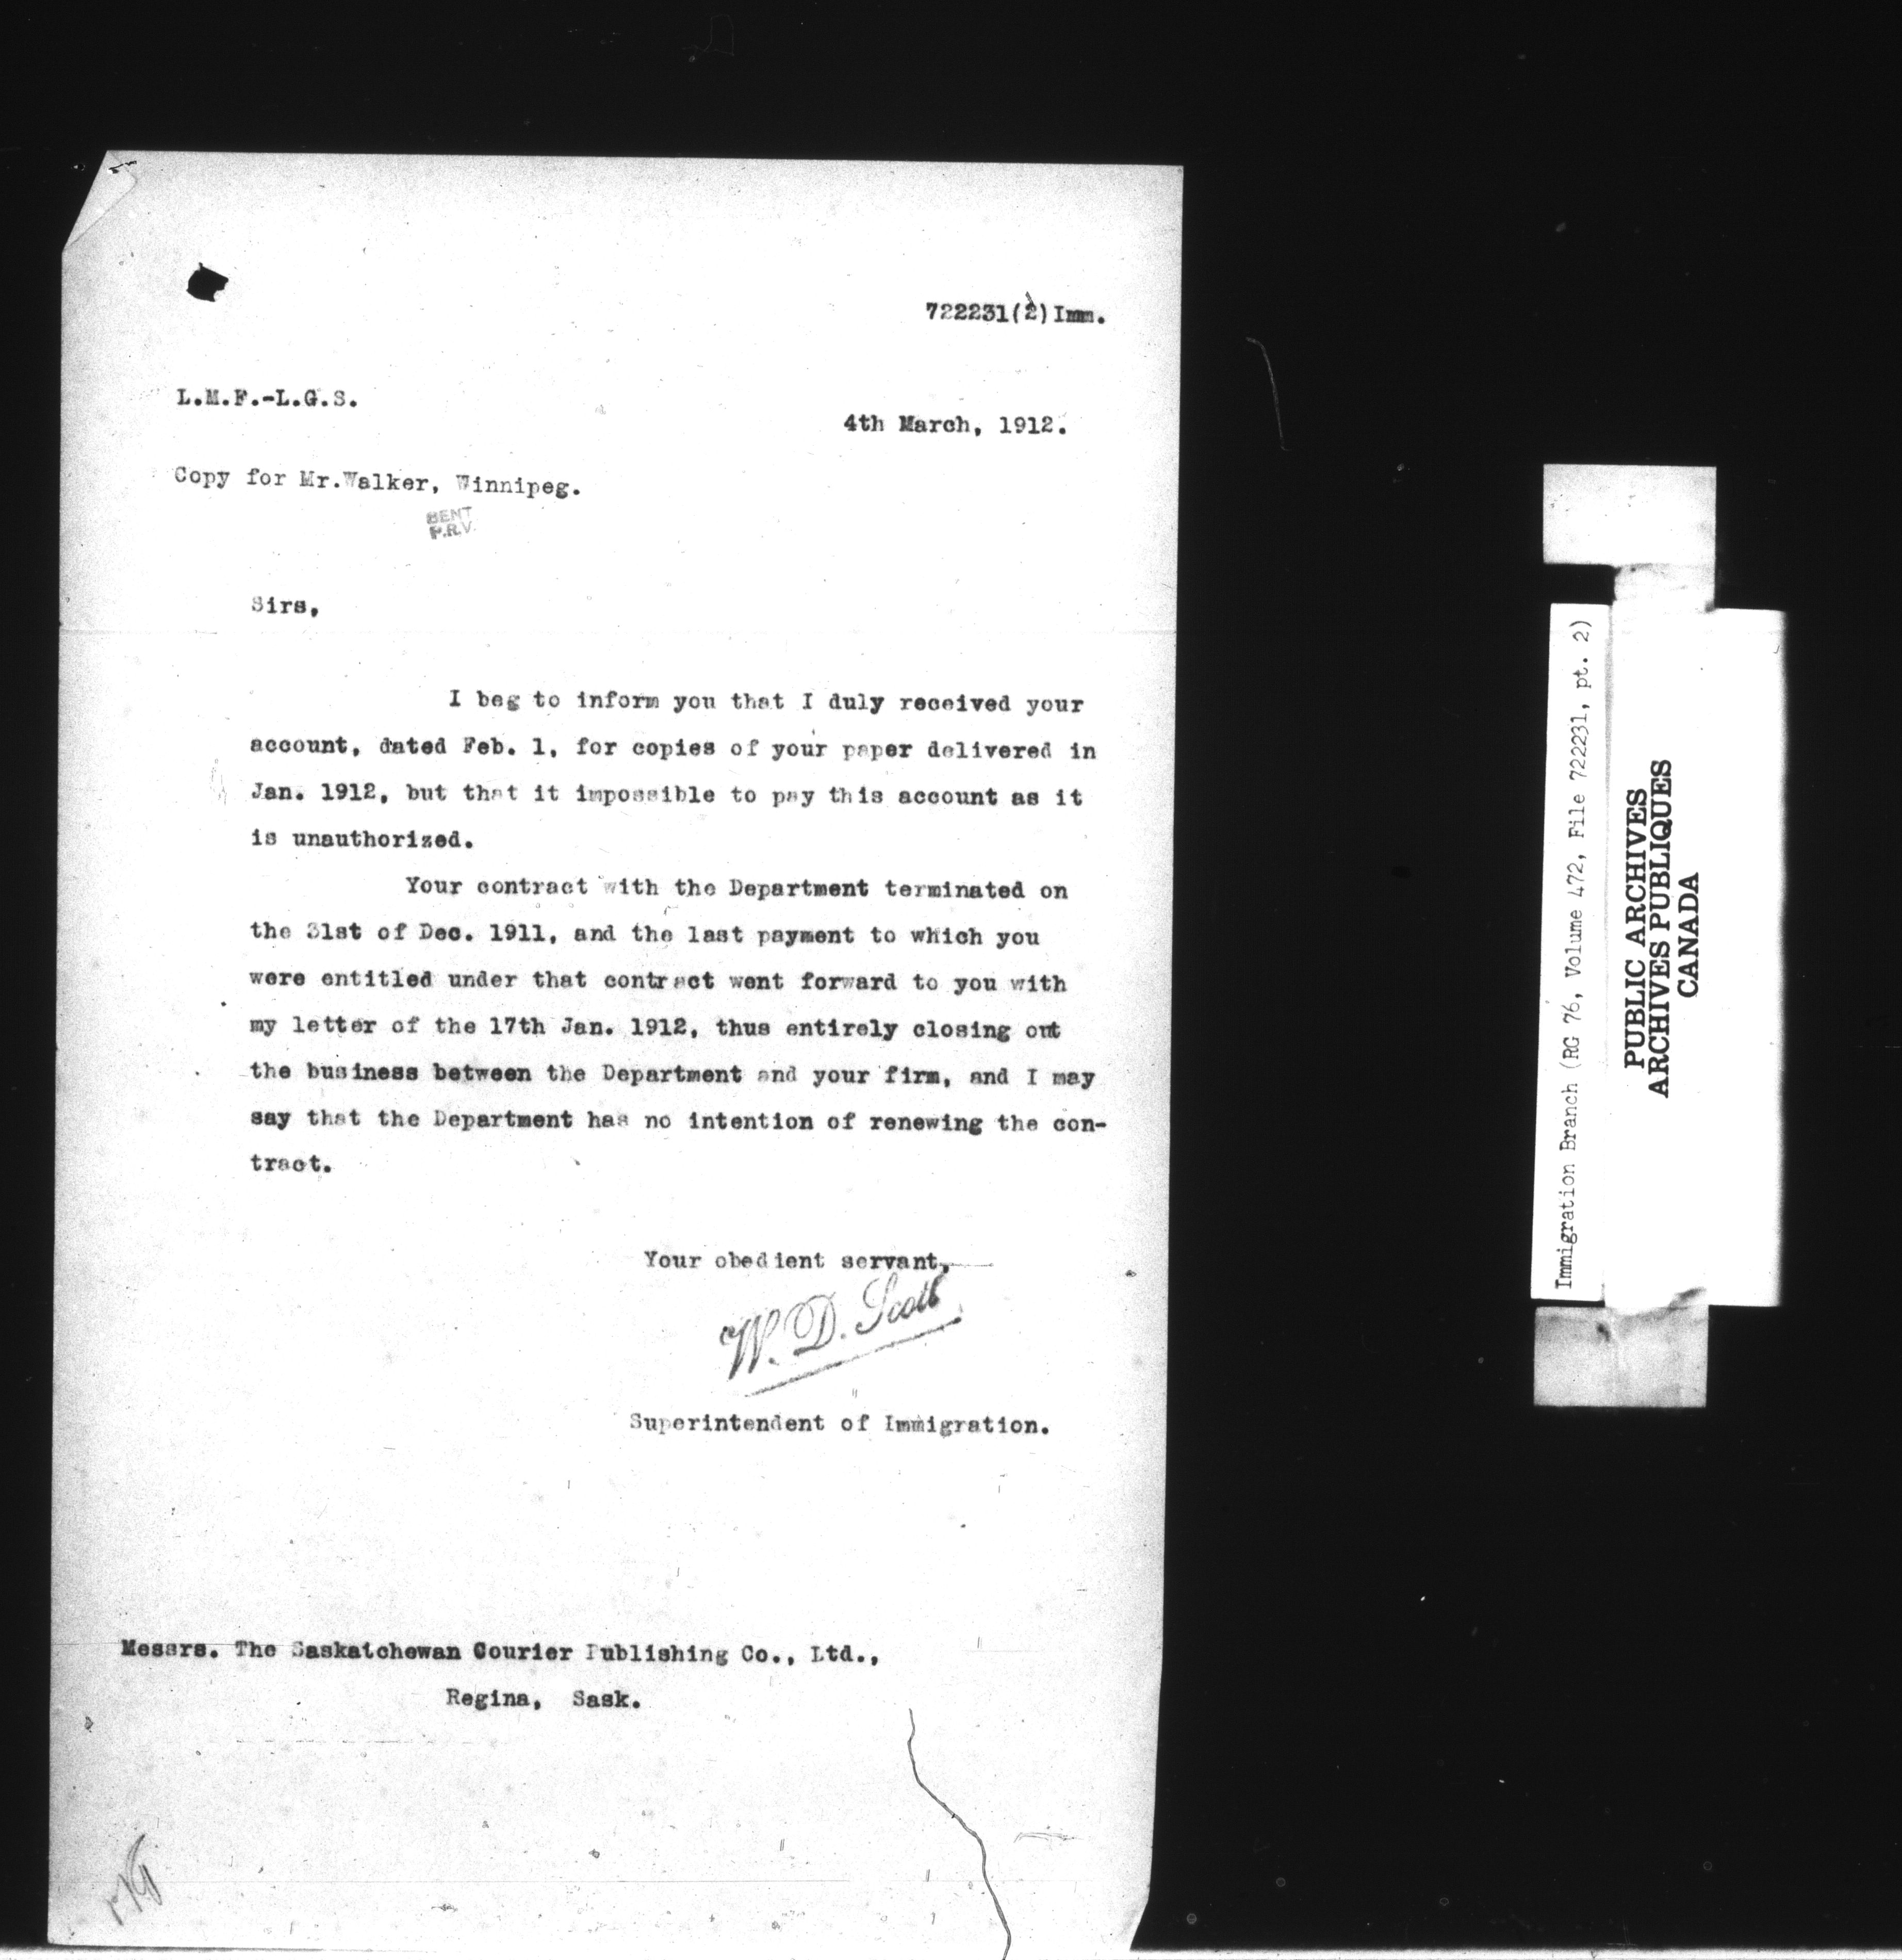 722231(2)Imm.
L.M.F.-L.G.S.
4th March, 1912.
Copy for Mr.Walker, Winnipeg.
SENT
P.R.V.
Sirs,
I beg to inform you that I duly received your
account, dated Feb. 1, for copies of your paper delivered in
Jan. 1912, but that it impossible to pay this account as it
is unauthorized.
Your contract with the Department terminated on
the 31st of Dec. 1911, and the last payment to which you
were entitled under that contract went forward to you with
my letter of the 17th Jan. 1912, thus entirely closing out
the business between the Department and your firm, and I may
say that the Department has no intention of renewing the con-
tract.
Your obedient servant,
W. D. Scott
Superintendent of Immigration.
Messrs. The Saskatchewan Courier Publishing Co., Ltd.,
Regina, Sask.
Immigration Branch (RG 76, Volume 472, File 722231, pt. 2)
PUBLIC ARCHIVES
ARCHIVES PUBLIQUES
CANADA